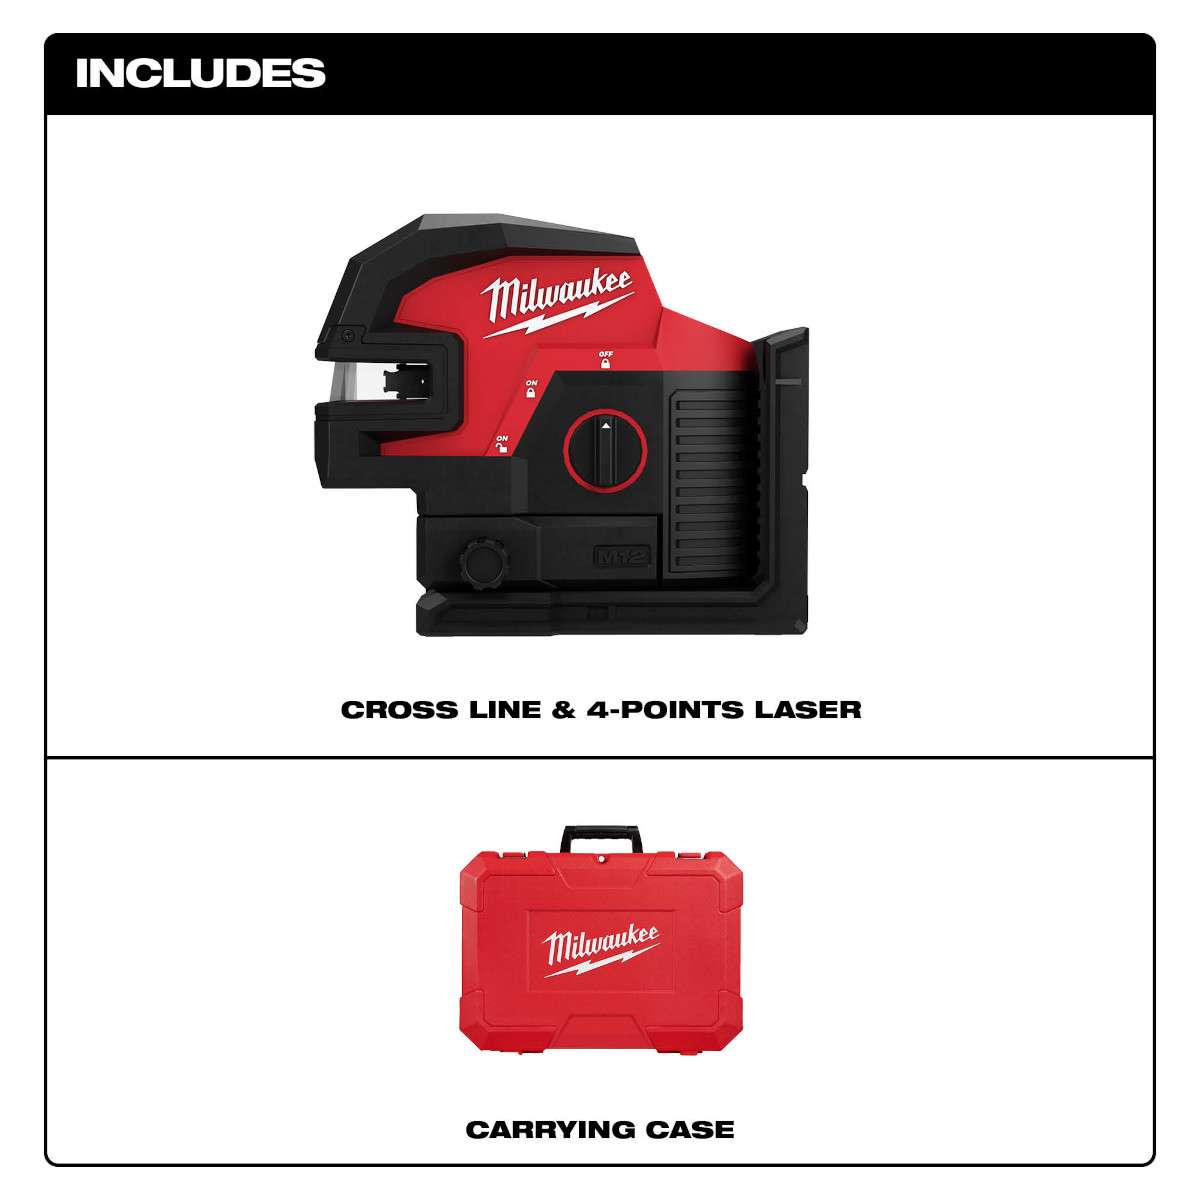 INCLUDES
Milwaukee
OFF
ON
ON
M12
CROSS LINE & 4-POINTS LASER
Milwaukee
CARRYING CASE